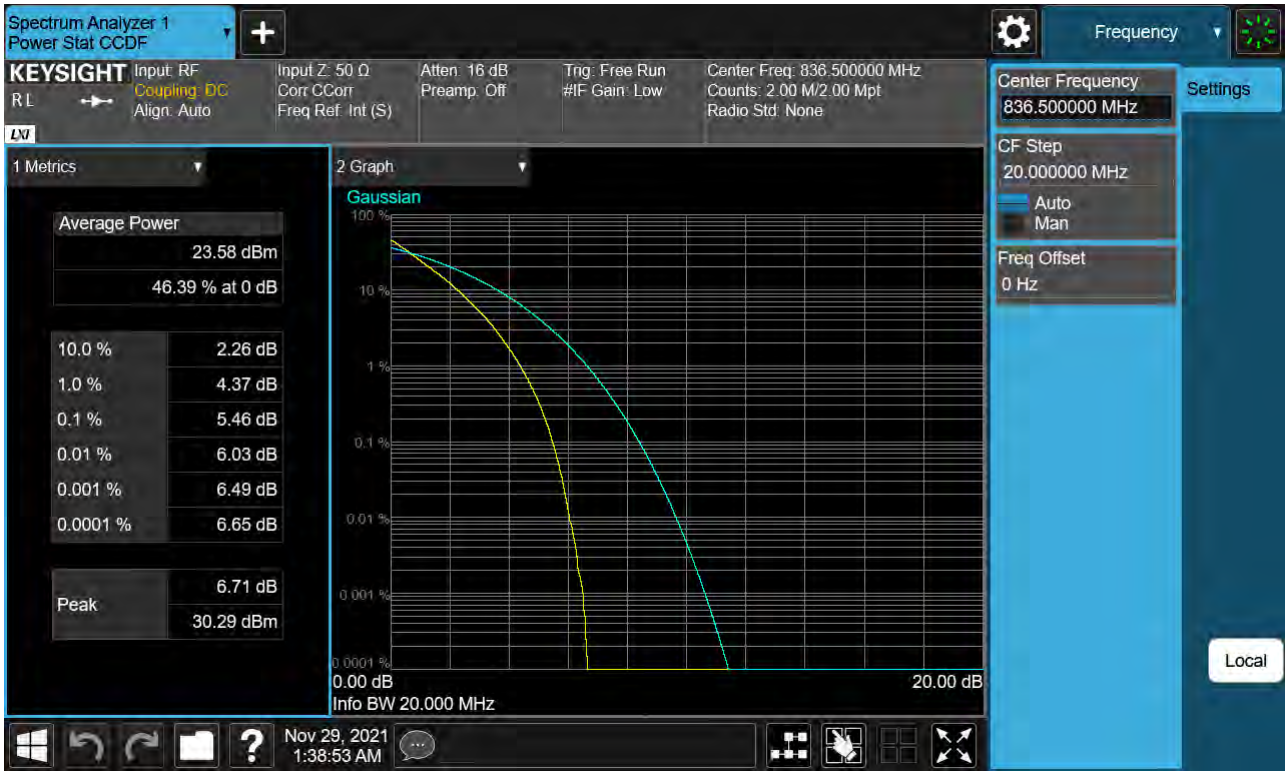 Spectrum Analyzer 1
Power Stat CCDF
Frequency
KEYSIGHT
RL
LXI
Input: RF
Coupling: DC
Align: Auto
Input Z: 50 Ω
Corr CCorr
Freq Ref: Int (S)
Atten: 16 dB
Preamp: Off
Trig: Free Run
#IF Gain: Low
Center Freq: 836.500000 MHz
Counts: 2.00 M/2.00 Mpt
Radio Std: None
Center Frequency
836.500000 MHz
Settings
CF Step
20.000000 MHz
Auto
Man
Freq Offset
0 Hz
Local
1 Metrics
Average Power
23.58 dBm
46.39 % at 0 dB
10.0 % 2.26 dB
1.0 % 4.37 dB
0.1 % 5.46 dB
0.01 % 6.03 dB
0.001 % 6.49 dB
0.0001 % 6.65 dB
Peak
6.71 dB
30.29 dBm
2 Graph
Gaussian
100 %
10 %
1 %
0.1 %
0.01 %
0.001 %
0.0001 %
0.00 dB
20.00 dB
Info BW 20.000 MHz
?
Nov 29, 2021
1:38:53 AM